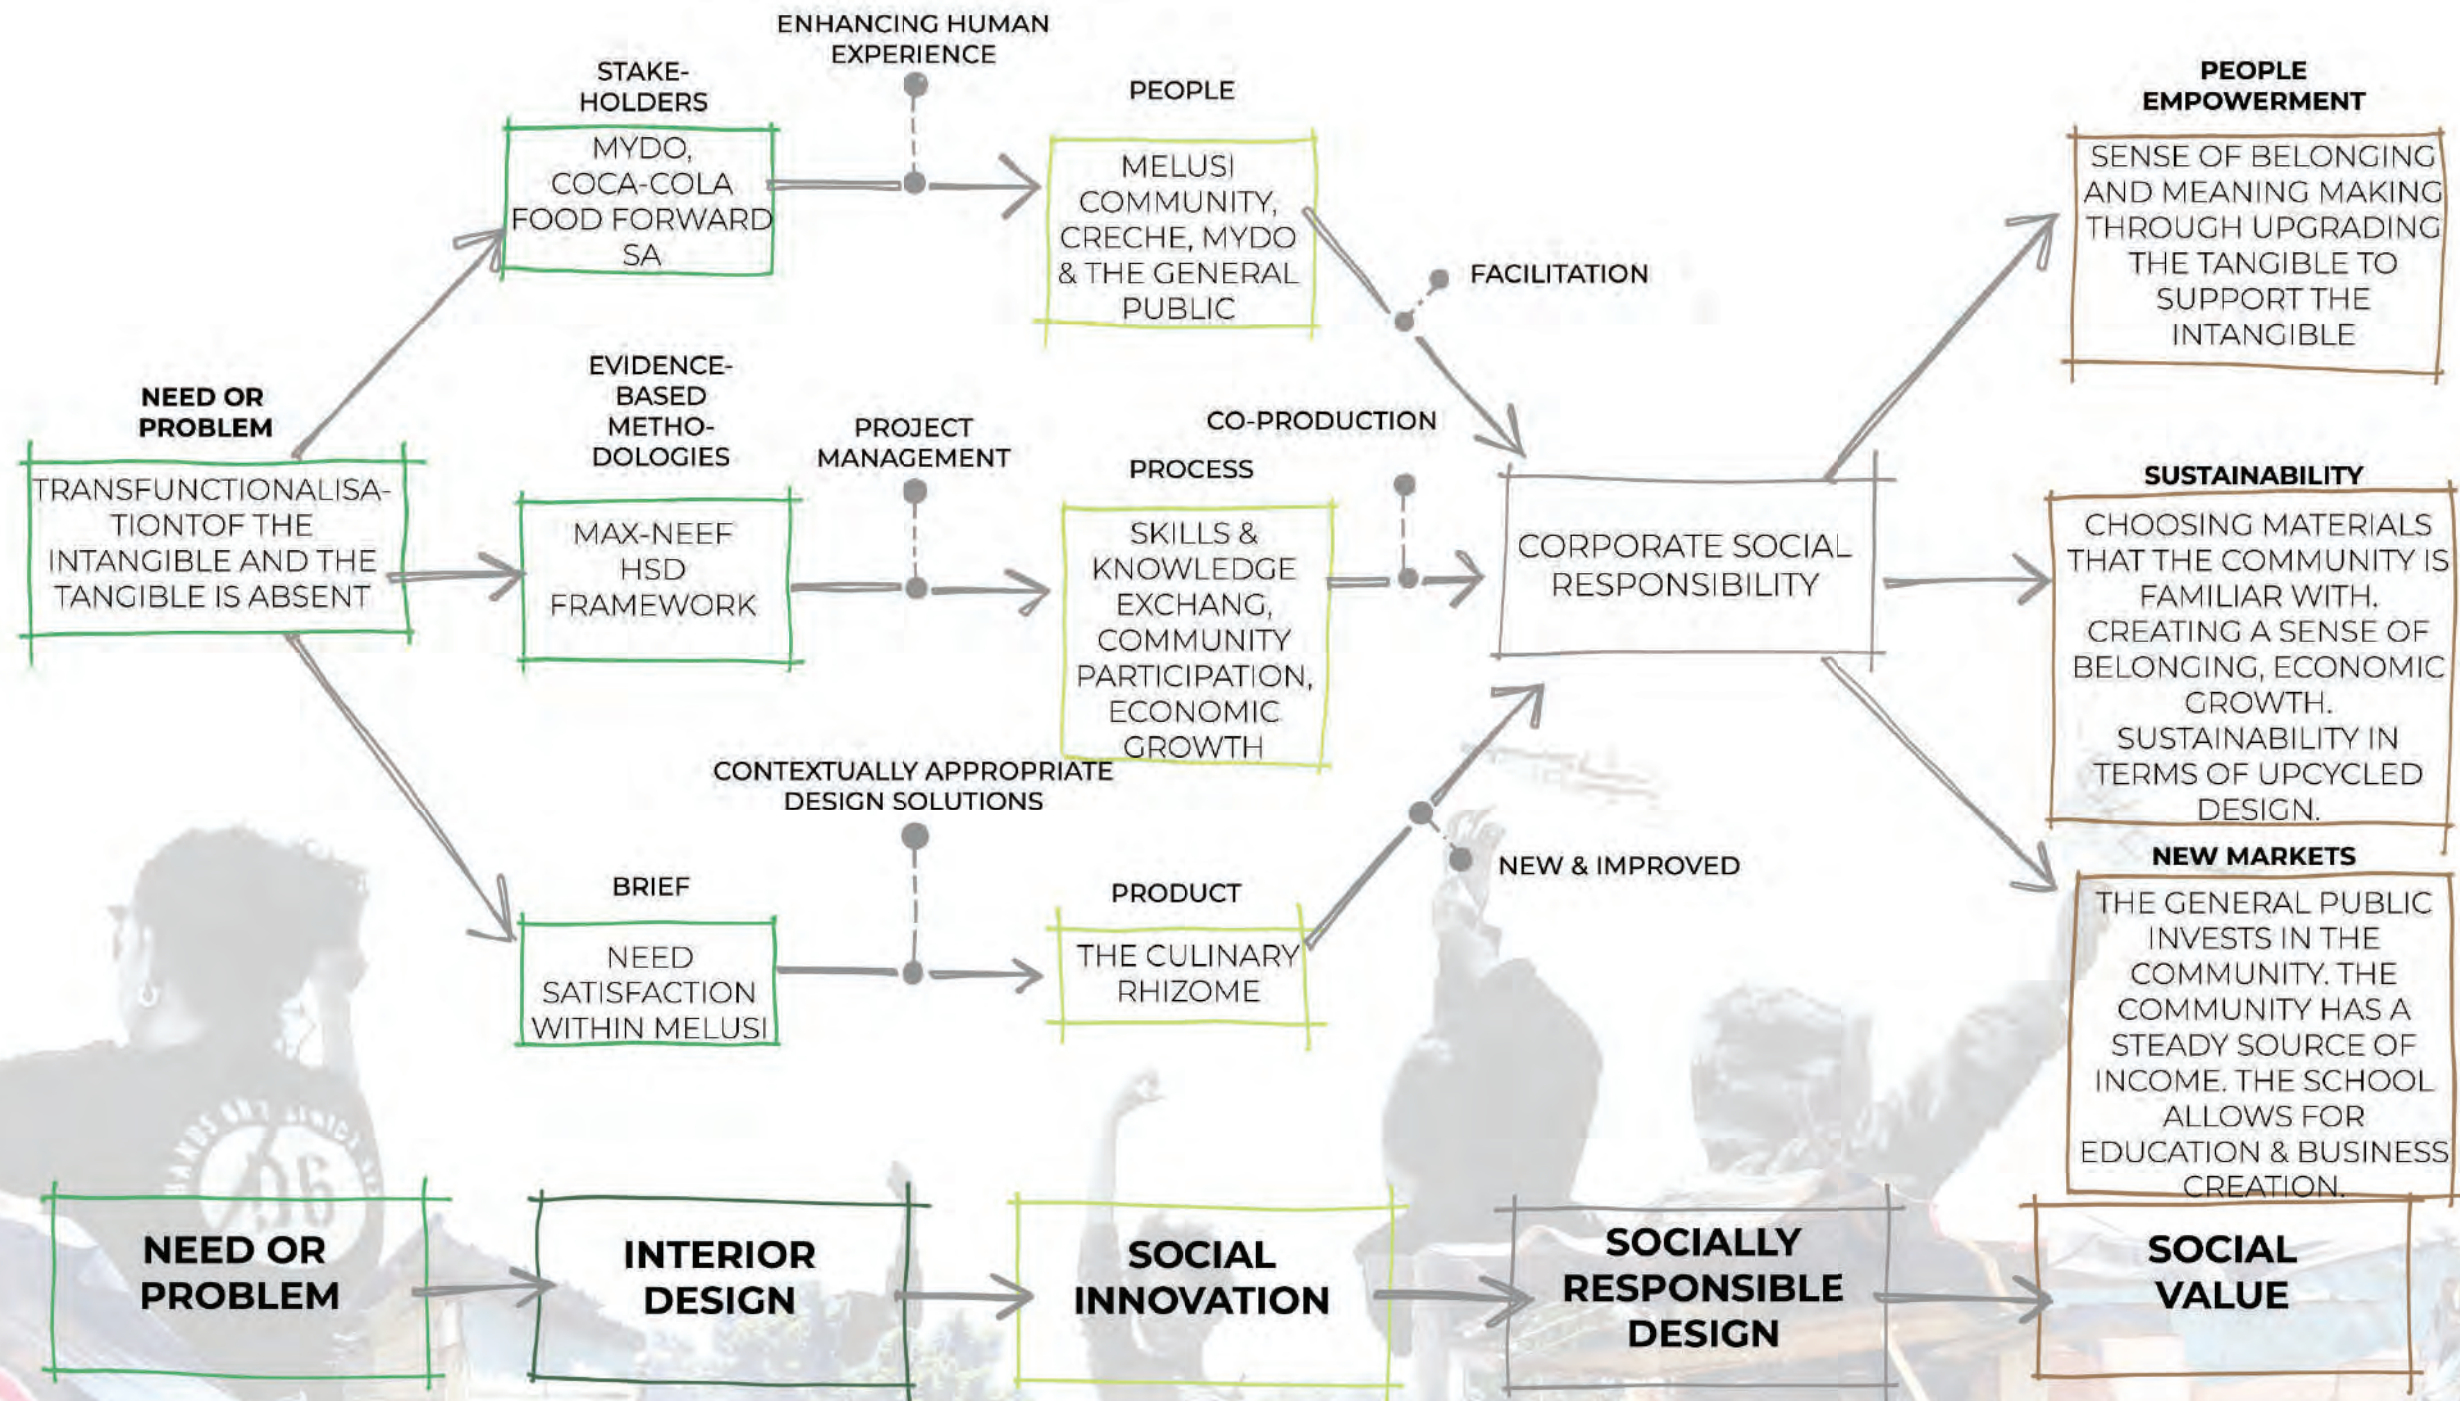 ENHANCING HUMAN
EXPERIENCE
STAKE-
HOLDERS
MYDO,
COCA-COLA
FOOD FORWARD
SA
PEOPLE
MELUSI
COMMUNITY,
CRECHE, MYDO
& THE GENERAL
PUBLIC
FACILITATION
PEOPLE
EMPOWERMENT
SENSE OF BELONGING
AND MEANING MAKING
THROUGH UPGRADING
THE TANGIBLE TO
SUPPORT THE
INTANGIBLE
NEED OR
PROBLEM
TRANSFUNCTIONALISA-
TIONTOF THE
INTANGIBLE AND THE
TANGIBLE IS ABSENT
EVIDENCE-
BASED
METHO-
DOLOGIES
MAX-NEEF
HSD
FRAMEWORK
PROJECT
MANAGEMENT
PROCESS
SKILLS &
KNOWLEDGE
EXCHANG,
COMMUNITY
PARTICIPATION,
ECONOMIC
GROWTH
CO-PRODUCTION
CORPORATE SOCIAL
RESPONSIBILITY
SUSTAINABILITY
CHOOSING MATERIALS
THAT THE COMMUNITY IS
FAMILIAR WITH.
CREATING A SENSE OF
BELONGING, ECONOMIC
GROWTH.
SUSTAINABILITY IN
TERMS OF UPCYCLED
DESIGN.
CONTEXTUALLY APPROPRIATE
DESIGN SOLUTIONS
BRIEF
NEED
SATISFACTION
WITHIN MELUSI
PRODUCT
THE CULINARY
RHIZOME
NEW & IMPROVED
NEW MARKETS
THE GENERAL PUBLIC
INVESTS IN THE
COMMUNITY. THE
COMMUNITY HAS A
STEADY SOURCE OF
INCOME. THE SCHOOL
ALLOWS FOR
EDUCATION & BUSINESS
CREATION.
NEED OR
PROBLEM
INTERIOR
DESIGN
SOCIAL
INNOVATION
SOCIALLY
RESPONSIBLE
DESIGN
SOCIAL
VALUE